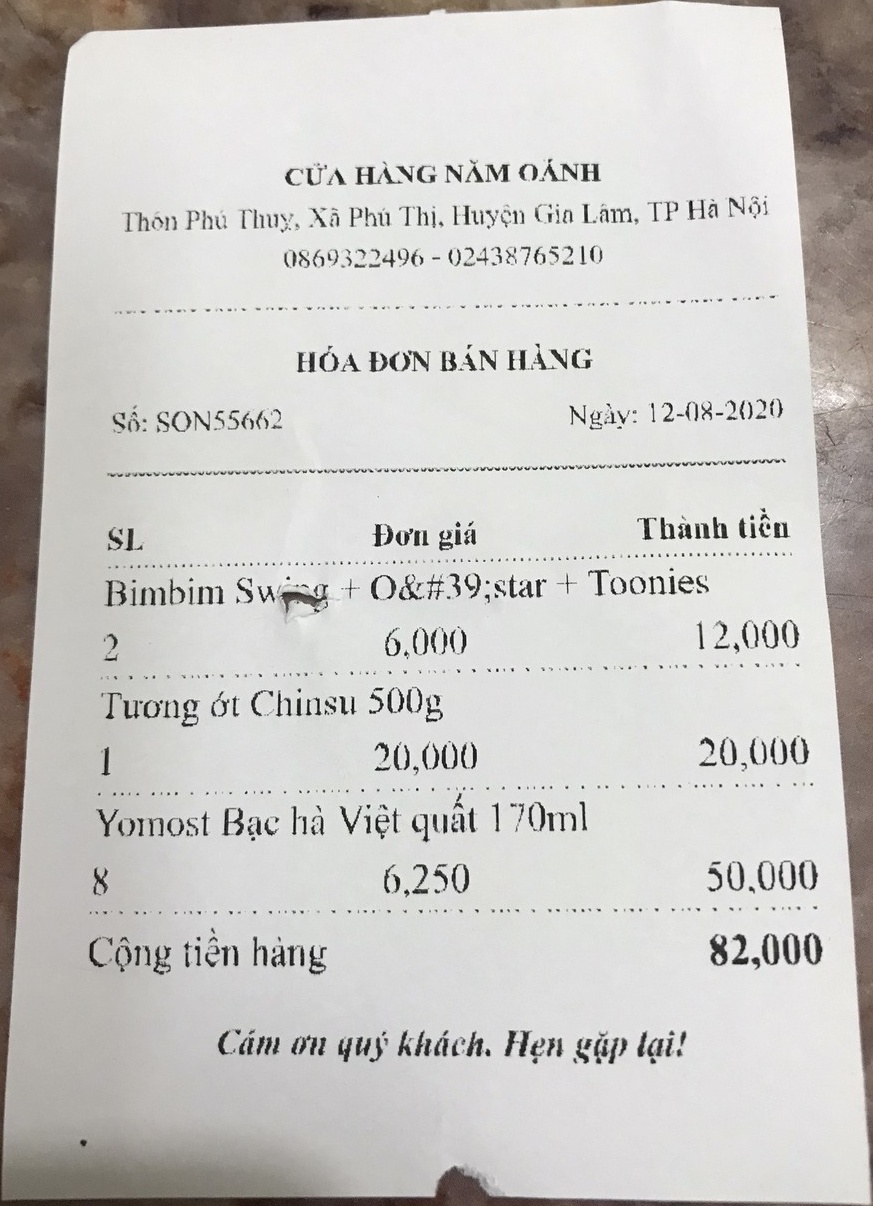 CỬA HÀNG NĂM OÁNH
Thôn Phú Thuy, Xã Phú Thị, Huyện Gia Lâm, TP Hà Nội
0869322496 - 02438765210
HÓA ĐƠN BÁN HÀNG
Số: SON55662 Ngày: 12-08-2020
SL Đơn giá Thành tiền
Bimbim Swing + O&#39;star + Toonies
2 6,000 12,000
Tương ớt Chinsu 500g
1 20,000 20,000
Yomost Bạc hà Việt quất 170ml
8 6,250 50,000
Cộng tiền hàng 82,000
Cám ơn quý khách. Hẹn gặp lại!